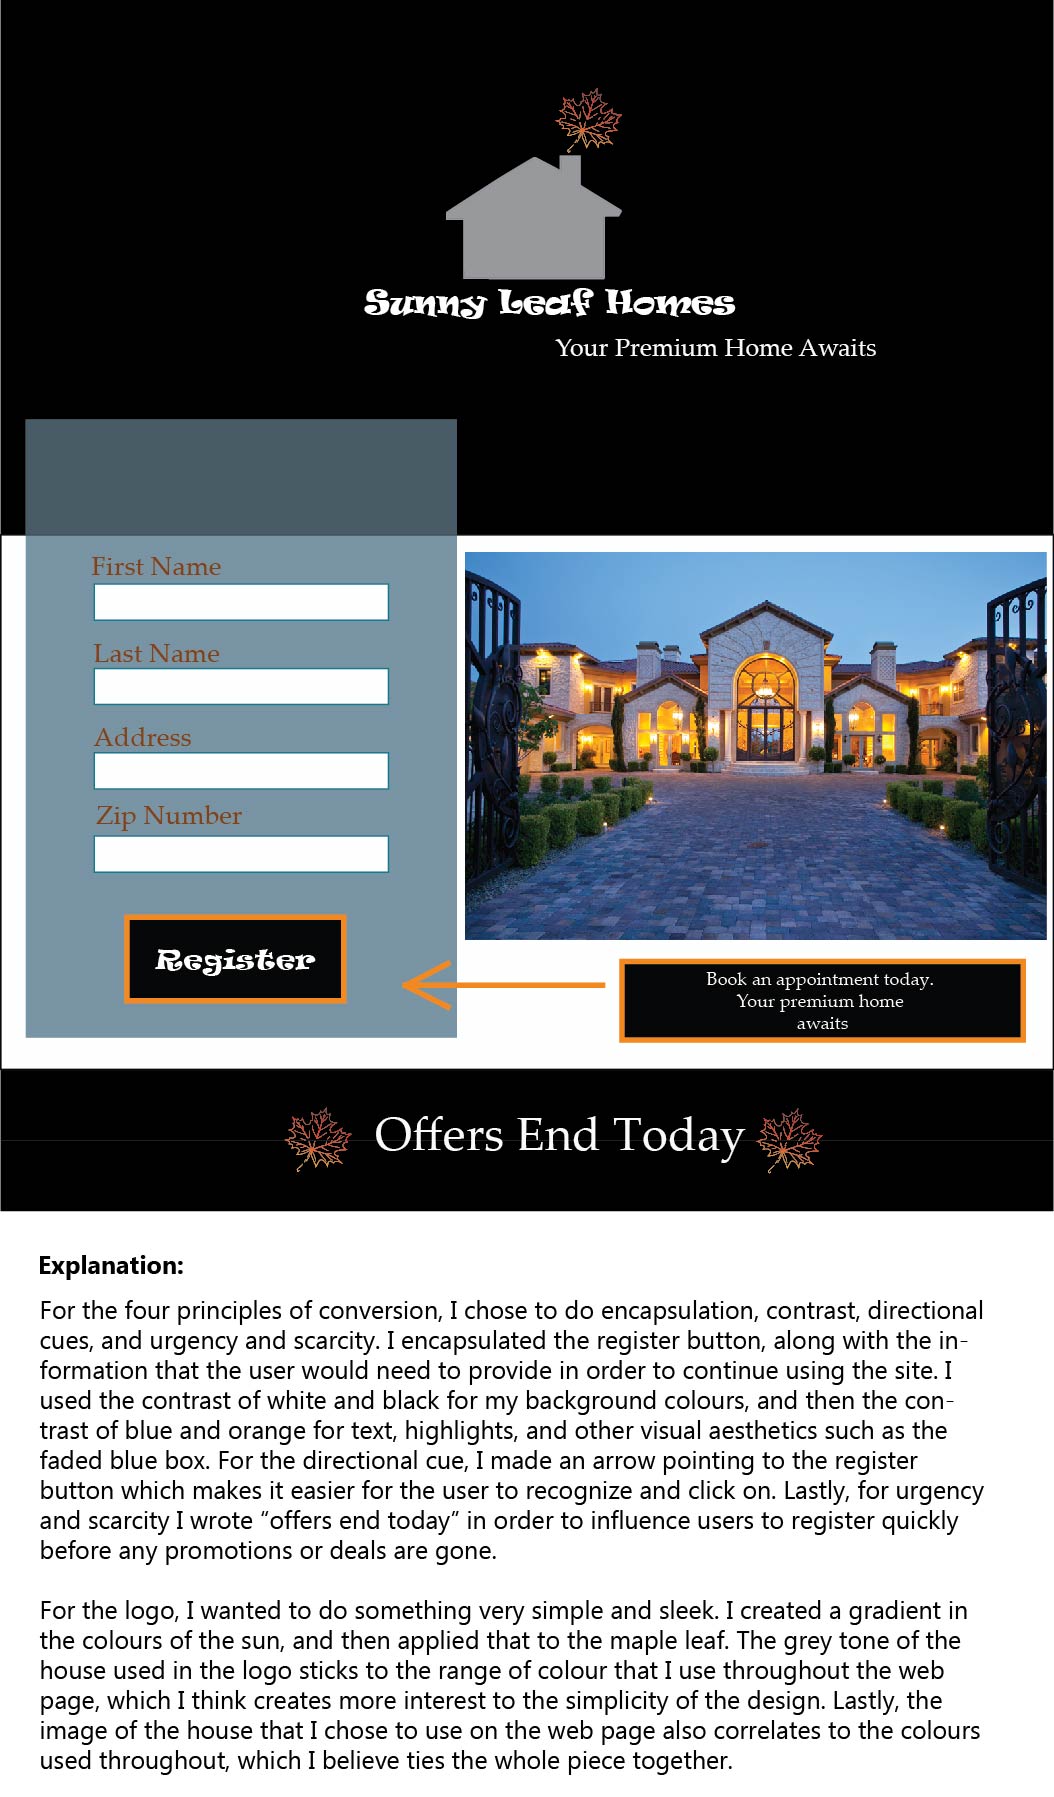 Sunny Leaf Homes
Your Premium Home Awaits
First Name
Last Name
Address
Zip Number
Register
Book an appointment today.
Your premium home
awaits
Offers End Today
Explanation:
For the four principles of conversion, I chose to do encapsulation, contrast, directional
cues, and urgency and scarcity. I encapsulated the register button, along with the in-
formation that the user would need to provide in order to continue using the site. I
used the contrast of white and black for my background colours, and then the con-
trast of blue and orange for text, highlights, and other visual aesthetics such as the
faded blue box. For the directional cue, I made an arrow pointing to the register
button which makes it easier for the user to recognize and click on. Lastly, for urgency
and scarcity I wrote “offers end today” in order to influence users to register quickly
before any promotions or deals are gone.
For the logo, I wanted to do something very simple and sleek. I created a gradient in
the colours of the sun, and then applied that to the maple leaf. The grey tone of the
house used in the logo sticks to the range of colour that I use throughout the web
page, which I think creates more interest to the simplicity of the design. Lastly, the
image of the house that I chose to use on the web page also correlates to the colours
used throughout, which I believe ties the whole piece together.